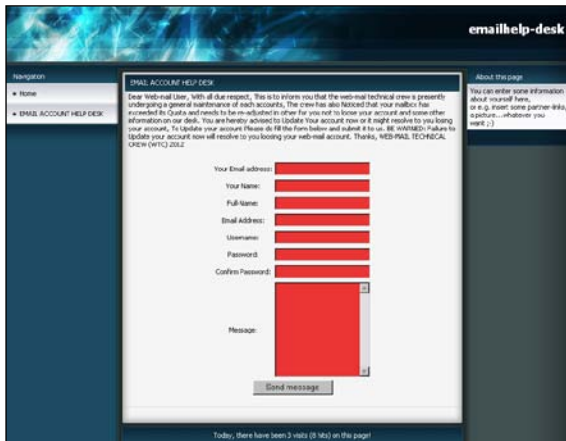 emailhelp-desk
Navigation
Home
EMAIL ACCOUNT HELP DESK
EMAIL ACCOUNT HELP DESK
Dear Web-mail User, With all due respect, This is to inform you that the web-mail technical crew is presently
undergoing a general maintenance of each accounts, The crew has also Noticed that your mailbox has
exceeded its Quota and needs to be re-adjusted in other for you not to loose your account and some other
information on our desk. You are hereby advised to Update Your account now or it might resolve to you losing
your account, To Update your account Please do fill the form below and submit it to us. BE WARNED: Failure to
Update your account now will resolve to you loosing your web-mail account. Thanks, WEB-MAIL TECHNICAL
CREW (WTC) 2012
Your Email address:
Your Name:
Full-Name:
Email Address:
Username:
Password:
Confirm Password:
Message:
Send message
About this page
You can enter some information
about yourself here,
or e.g. insert some partner-links,
a picture...whatever you
want ;-)
Today, there have been 3 visits (8 hits) on this page!